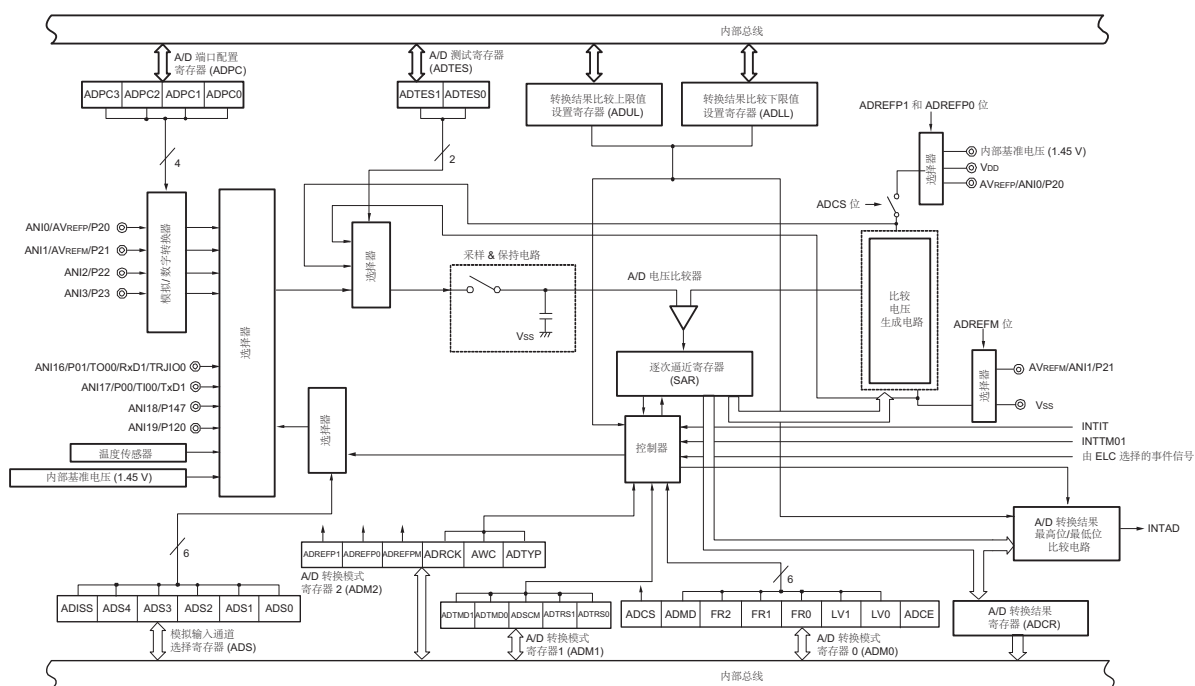 内部总线
A/D 端口配置
寄存器 (ADPC)
ADPC3 ADPC2 ADPC1 ADPC0
4
A/D 测试寄存器
(ADTES)
ADTES1 ADTES0
2
转换结果比较上限值
设置寄存器 (ADUL)
转换结果比较下限值
设置寄存器 (ADLL)
ADREFP1 和 ADREFP0 位
选择器
内部基准电压 (1.45 V)
VDD
AVREFP/ANI0/P20
ADCS 位
ANI0/AVREFP/P20
ANI1/AVREFM/P21
ANI2/P22
ANI3/P23
模拟/数字转换器
选择器
选择器
采样 & 保持电路
Vss
A/D 电压比较器
比较
电压
生成电路
ADREFM 位
选择器
AVREFM/ANI1/P21
Vss
逐次逼近寄存器
(SAR)
ANI16/P01/TO00/RxD1/TRJIO0
ANI17/P00/TI00/TxD1
ANI18/P147
ANI19/P120
温度传感器
内部基准电压 (1.45 V)
选择器
控制器
INTIT
INTTM01
由 ELC 选择的事件信号
A/D 转换结果
最高位/最低位
比较电路
INTAD
6
ADREFP1 ADREFP0 ADREFPM ADRCK AWC ADTYP
A/D 转换模式
寄存器 2 (ADM2)
6
ADISS ADS4 ADS3 ADS2 ADS1 ADS0
模拟输入通道
选择寄存器 (ADS)
ADTMD1 ADTMD0 ADSCM ADTRS1 ADTRS0
A/D 转换模式
寄存器1 (ADM1)
ADCS ADMD FR2 FR1 FR0 LV1 LV0 ADCE
A/D 转换模式
寄存器 0 (ADM0)
A/D 转换结果
寄存器 (ADCR)
内部总线